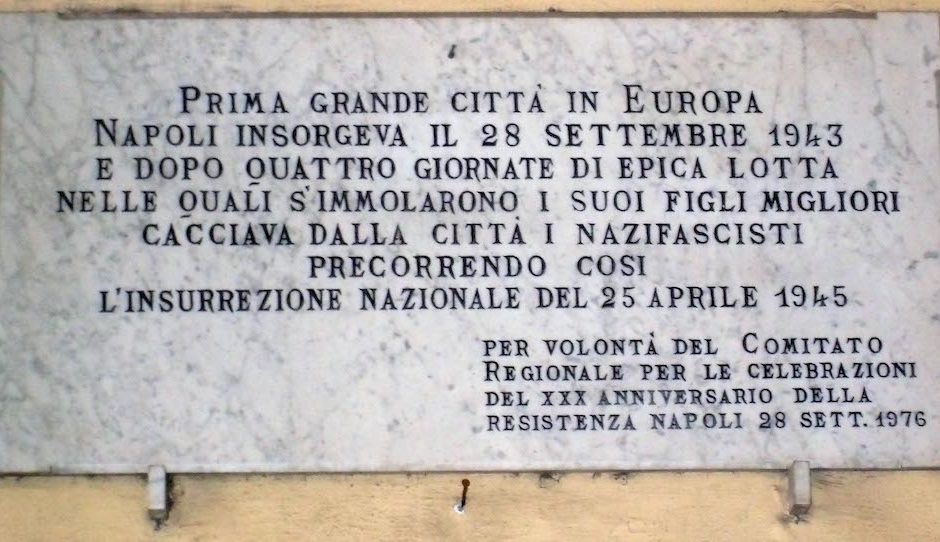 PRIMA GRANDE CITTÀ IN EUROPA
NAPOLI INSORGEVA IL 28 SETTEMBRE 1943
E DOPO QUATTRO GIORNATE DI EPICA LOTTA
NELLE QUALI S'IMMOLARONO I SUOI FIGLI MIGLIORI
CACCIAVA DALLA CITTÀ I NAZIFASCISTI
PRECORRENDO COSI
L'INSURREZIONE NAZIONALE DEL 25 APRILE 1945
PER VOLONTÀ DEL COMITATO
REGIONALE PER LE CELEBRAZIONI
DEL XXX ANNIVERSARIO DELLA
RESISTENZA NAPOLI 28 SETT. 1976